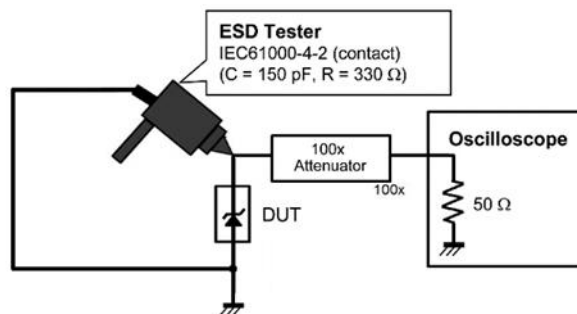 ESD Tester
IEC61000-4-2 (contact)
(C = 150 pF, R = 330 Ω)
100x
Attenuator
100x
Oscilloscope
50 Ω
DUT